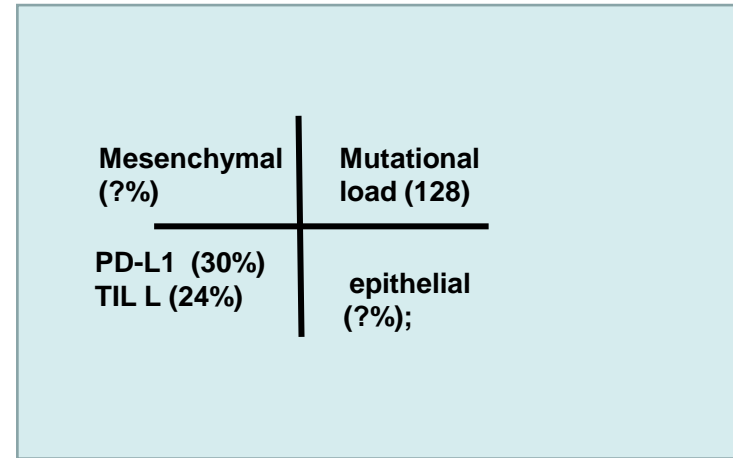 Mesenchymal
(?%)
Mutational
load (128)
PD-L1 (30%)
TIL L (24%)
epithelial
(?%);